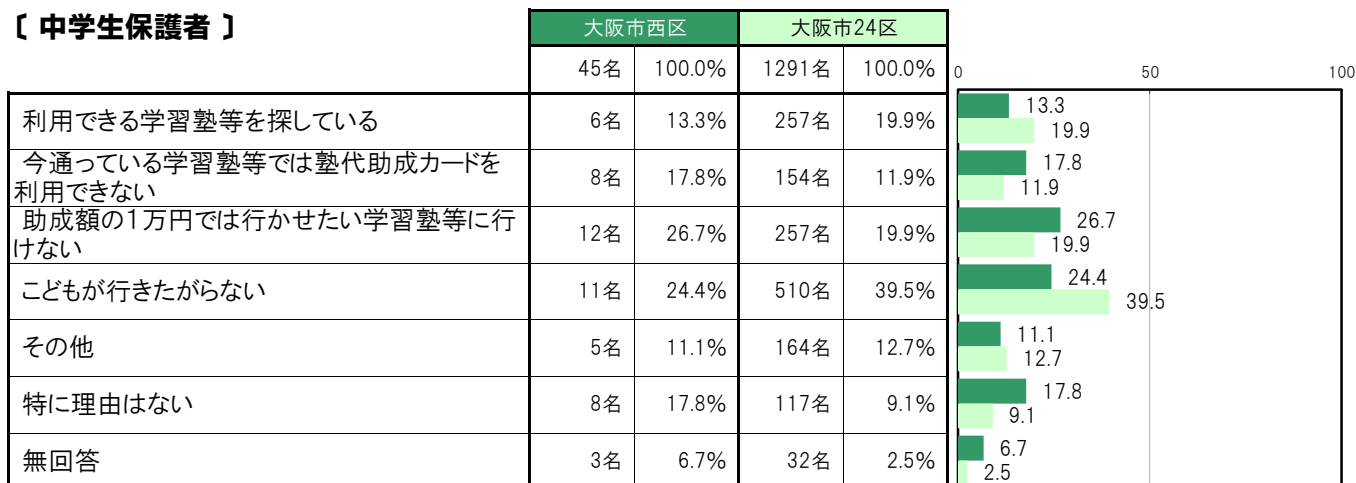 〔 中学生保護者 〕
大阪市西区 大阪市24区
45名 100.0% 1291名 100.0% 0 50 100
利用できる学習塾等を探している 6名 13.3% 257名 19.9% 13.3
19.9
今通っている学習塾等では塾代助成カードを
利用できない 8名 17.8% 154名 11.9% 17.8
11.9
助成額の1万円では行かせたい学習塾等に行
けない 12名 26.7% 257名 19.9% 26.7
19.9
こどもが行きたがらない 11名 24.4% 510名 39.5% 24.4
39.5
その他 5名 11.1% 164名 12.7% 11.1
12.7
特に理由はない 8名 17.8% 117名 9.1% 17.8
9.1
無回答 3名 6.7% 32名 2.5% 6.7
2.5